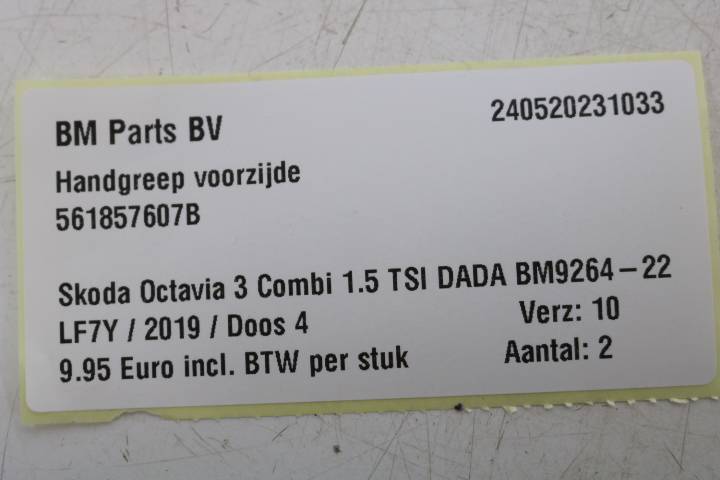 BM Parts BV 240520231033
Handgreep voorzijde
561857607B
Skoda Octavia 3 Combi 1.5 TSI DADA BM9264-22
LF7Y / 2019 / Doos 4 Verz: 10
9.95 Euro incl. BTW per stuk Aantal: 2